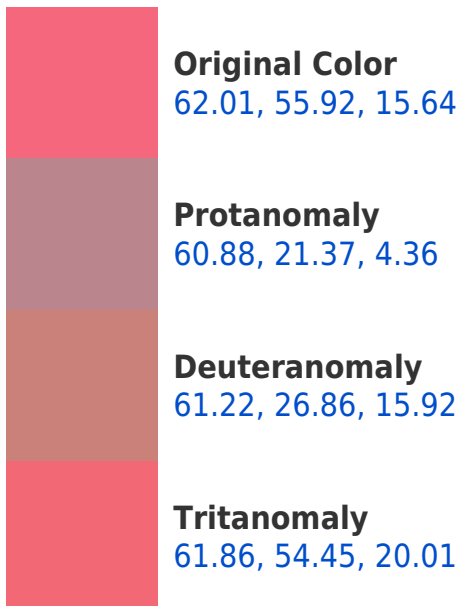 Original Color
62.01, 55.92, 15.64
Protanomaly
60.88, 21.37, 4.36
Deuteranomaly
61.22, 26.86, 15.92
Tritanomaly
61.86, 54.45, 20.01